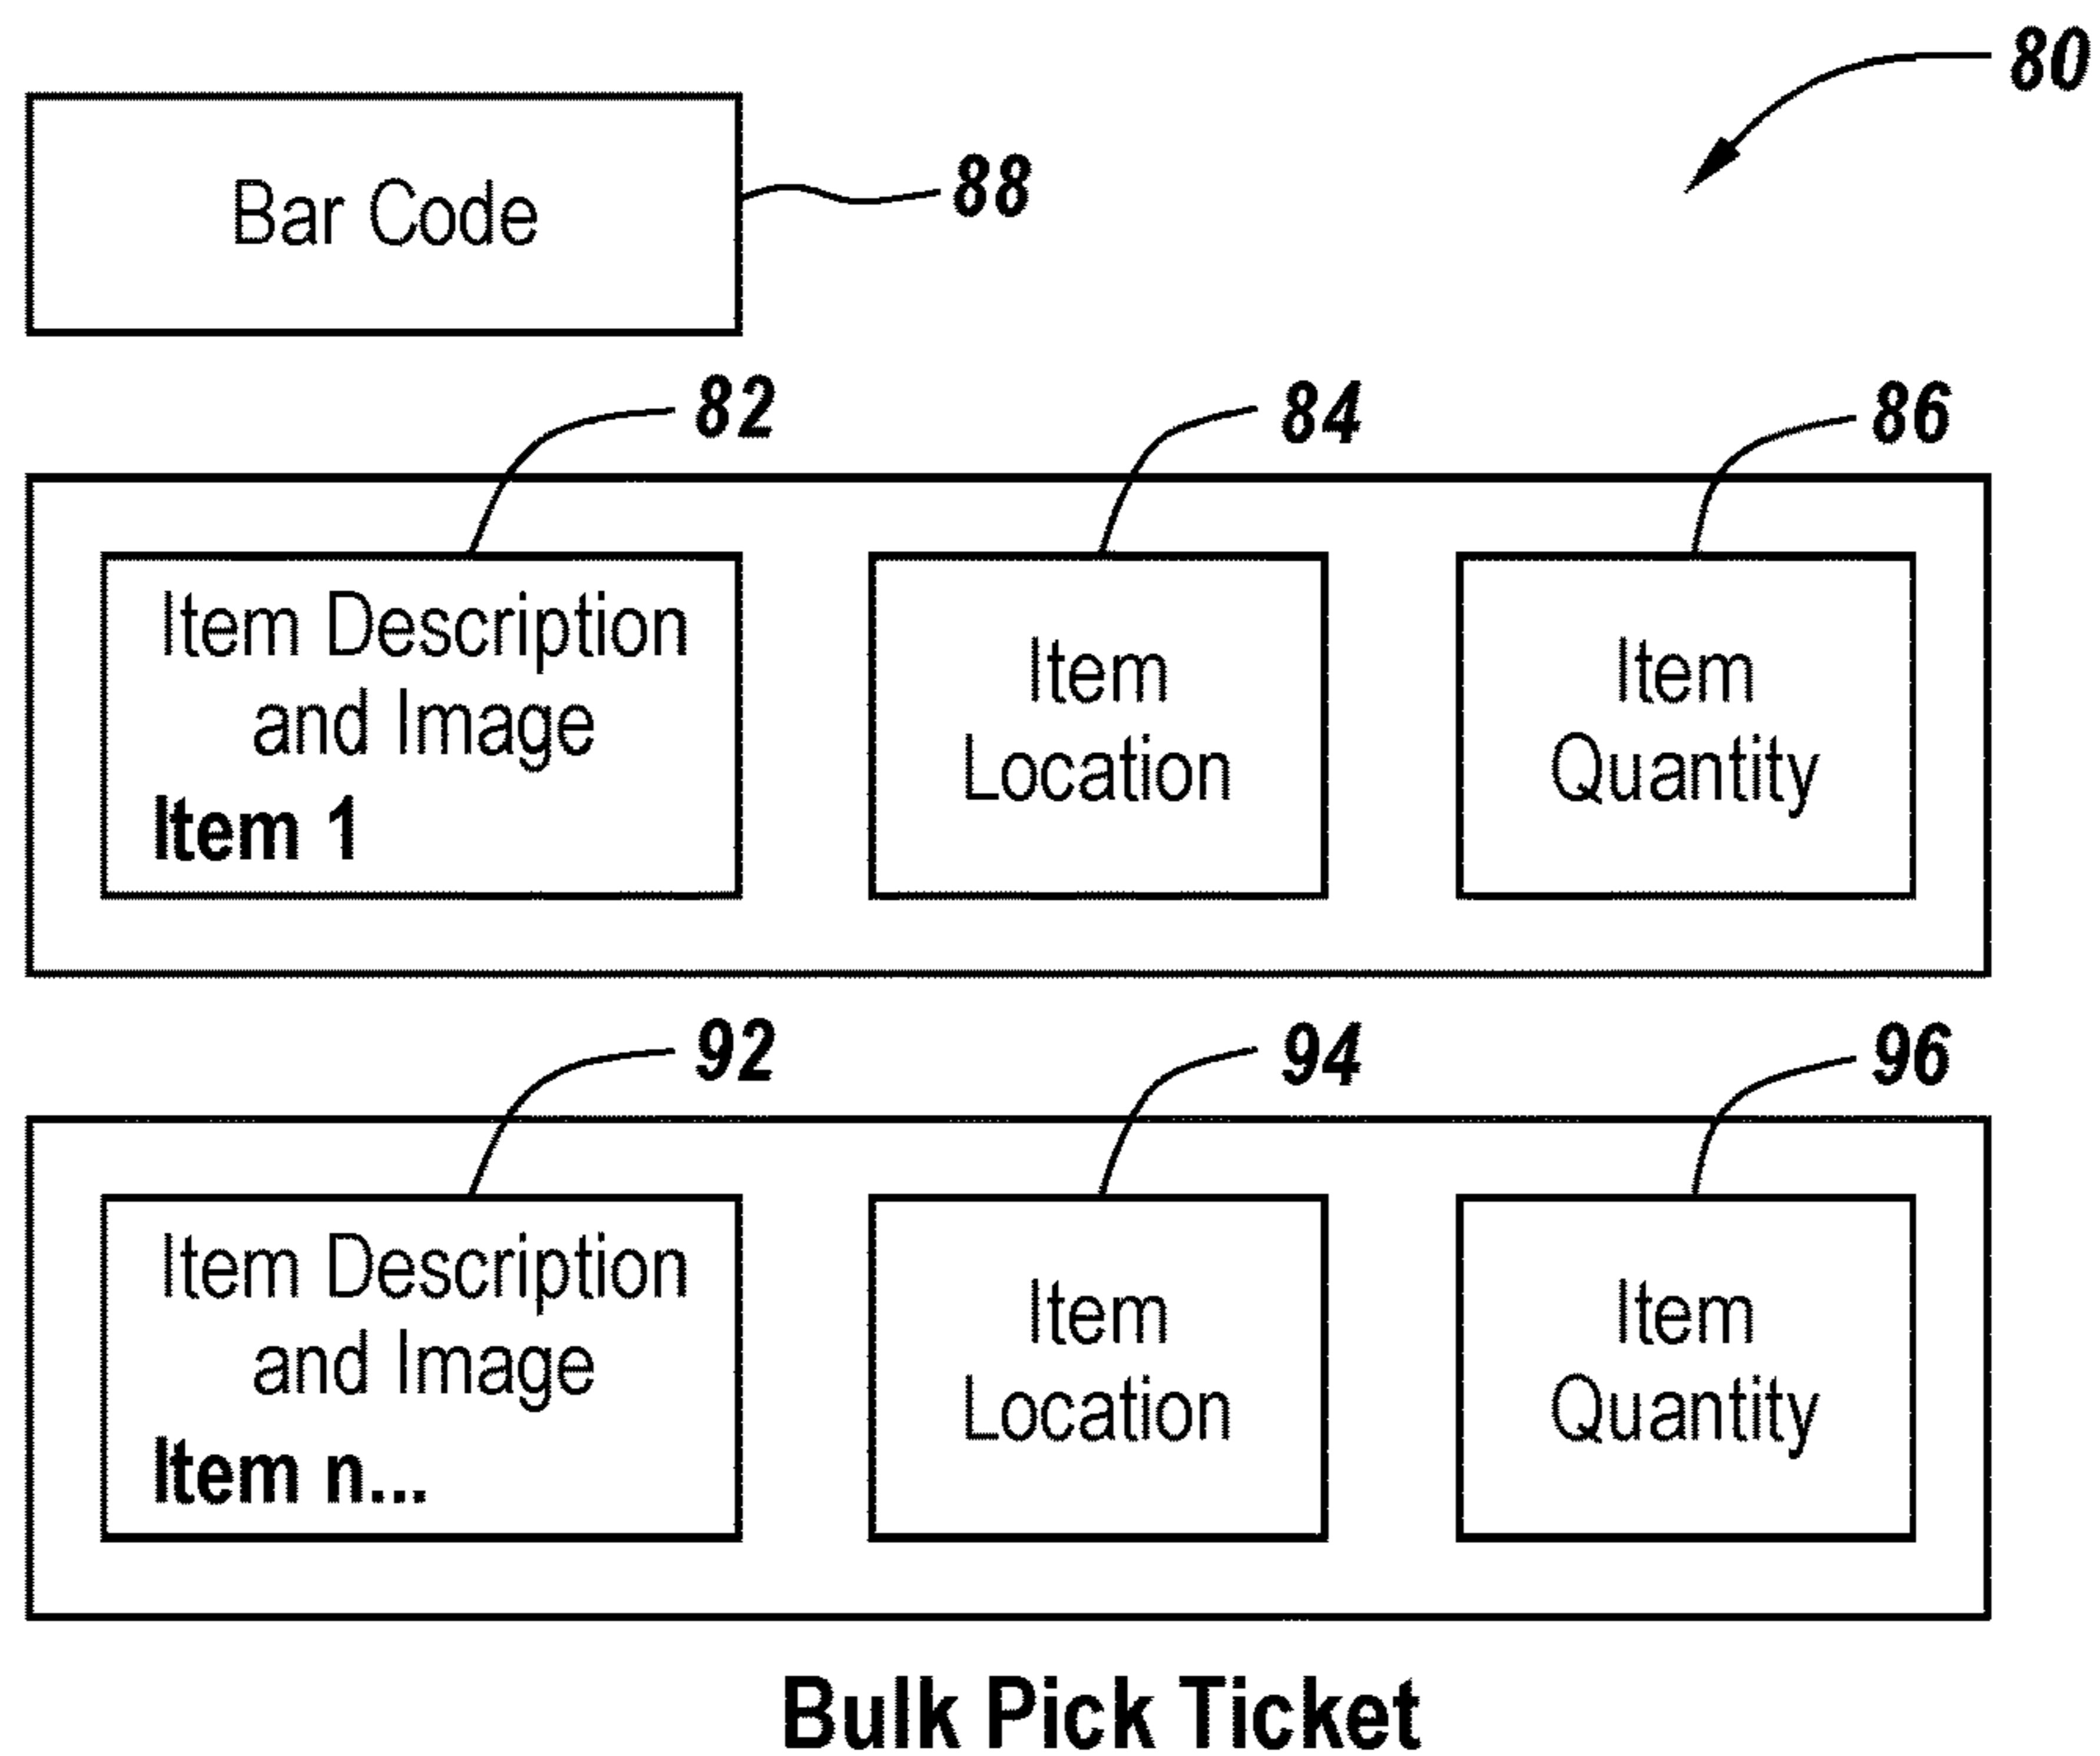 80
Bar Code
88
82
84
86
Item Description
and Image
Item 1
Item
Location
Item
Quantity
92
94
96
Item Description
and Image
Item n...
Item
Location
Item
Quantity
Bulk Pick Ticket